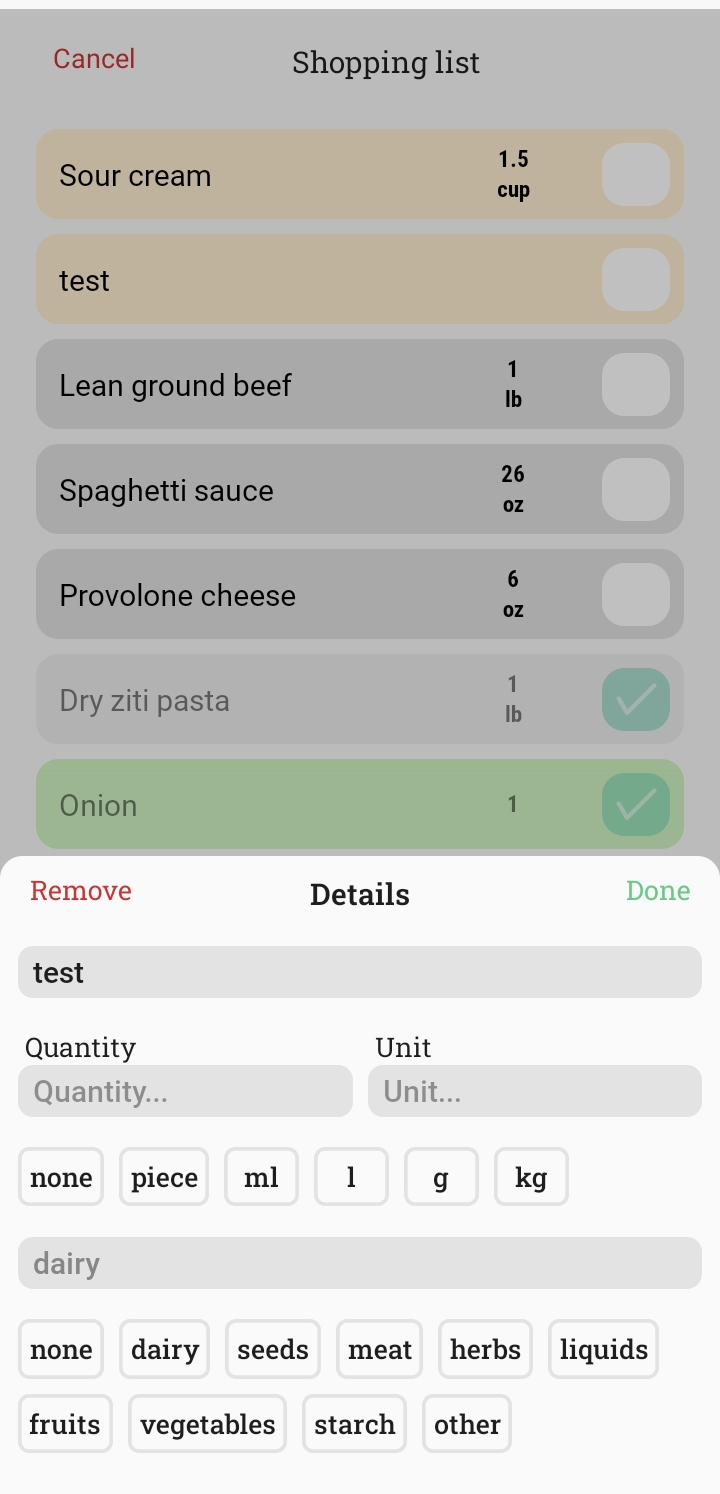 Cancel Shopping list
Sour cream 1.5 cup
test
Lean ground beef 1 lb
Spaghetti sauce 26 oz
Provolone cheese 6 oz
Dry ziti pasta 1 lb
Onion 1
Remove Details Done
test
Quantity Unit
Quantity... Unit...
none piece ml l g kg
dairy
none dairy seeds meat herbs liquids
fruits vegetables starch other